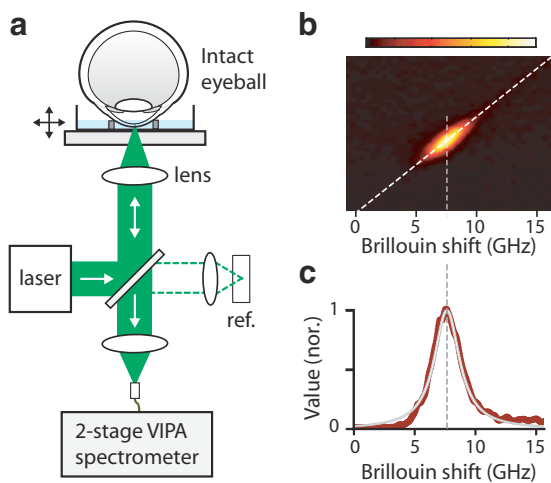 a
Intact
eyeball
lens
laser
ref.
2-stage VIPA
spectrometer
b
0 5 10 15
Brillouin shift (GHz)
c
Value (nor.)
1
0
0 5 10 15
Brillouin shift (GHz)